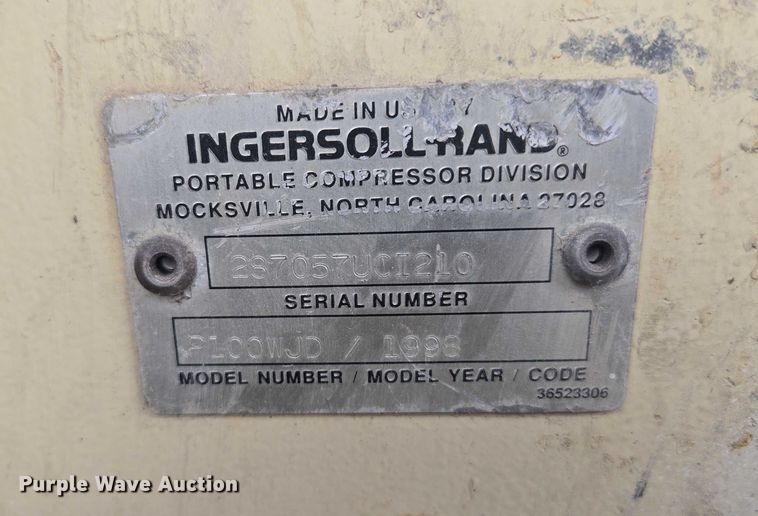 MADE IN USA BY
INGERSOLL-RAND®
PORTABLE COMPRESSOR DIVISION
MOCKSVILLE, NORTH CAROLINA 27028
287057UCI210
SERIAL NUMBER
P100WJD / 1998
MODEL NUMBER / MODEL YEAR / CODE
36523306
Purple Wave Auction